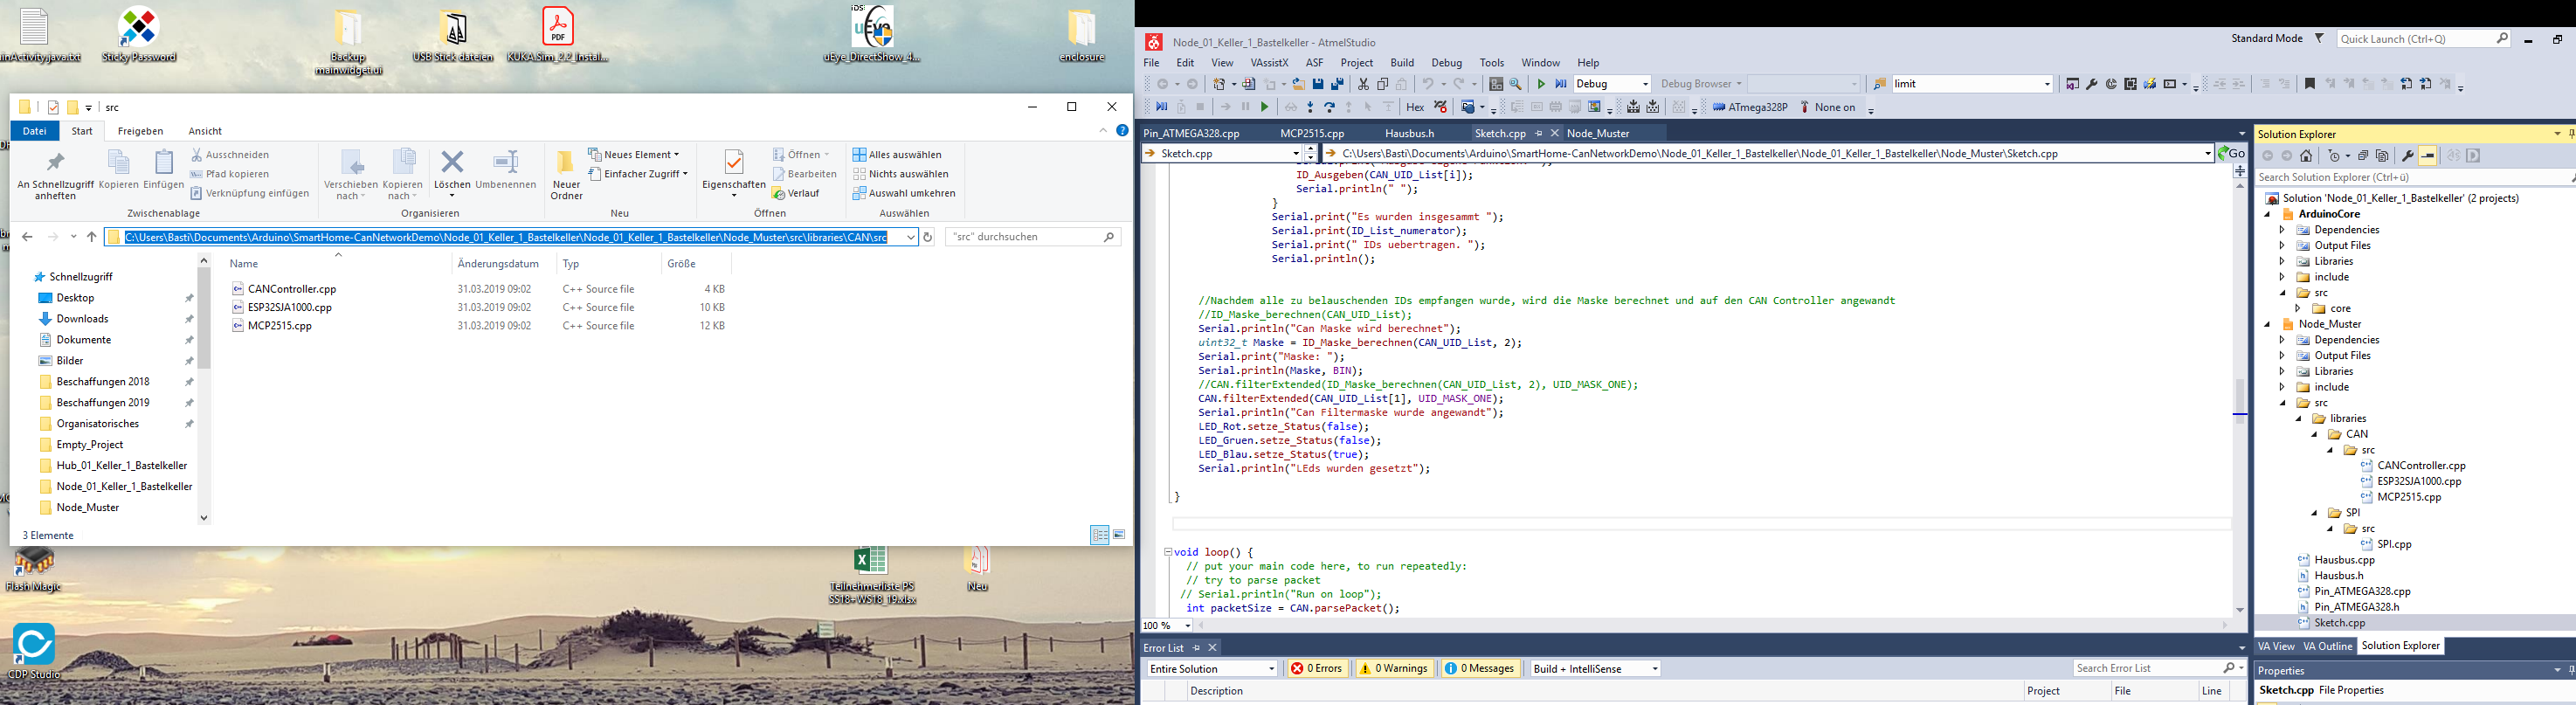 Sticky Password
Backup
mainwidget.ui
USB Stick dateien
PDF
KUKA.Sim_2.2_Instal...
iDS:
uEye
uEye_DirectShow_4...
enclosure
src
Datei
Start
Freigeben
Ansicht
An Schnellzugriff
anheften
Kopieren
Einfügen
Ausschneiden
Pfad kopieren
Verknüpfung einfügen
Zwischenablage
Verschieben
nach
Kopieren
nach
Löschen
Umbenennen
Organisieren
Neuer
Ordner
Neues Element
Einfacher Zugriff
Neu
Eigenschaften
Öffnen
Bearbeiten
Verlauf
Öffnen
Alles auswählen
Nichts auswählen
Auswahl umkehren
Auswählen
C:\Users\Basti\Documents\Arduino\SmartHome-CanNetworkDemo\Node_01_Keller_1_Bastelkeller\Node_01_Keller_1_Bastelkeller\Node_Muster\src\libraries\CAN\src
"src" durchsuchen
Name Änderungsdatum Typ Größe
CANController.cpp 31.03.2019 09:02 C++ Source file 4 KB
ESP32SJA1000.cpp 31.03.2019 09:02 C++ Source file 10 KB
MCP2515.cpp 31.03.2019 09:02 C++ Source file 12 KB
Schnellzugriff
Desktop
Downloads
Dokumente
Bilder
Beschaffungen 2018
Beschaffungen 2019
Organisatorisches
Empty_Project
Hub_01_Keller_1_Bastelkeller
Node_01_Keller_1_Bastelkeller
Node_Muster
3 Elemente
Flash Magic
CDP Studio
Teilnehmerliste PS
SS18+ WS18_19.xlsx
Neu
Node_01_Keller_1_Bastelkeller - AtmelStudio
Standard Mode
Quick Launch (Ctrl+Q)
File Edit View VAssistX ASF Project Build Debug Tools Window Help
Debug
Debug Browser
limit
Hex
ATmega328P
None on
Pin_ATMEGA328.cpp MCP2515.cpp Hausbus.h Sketch.cpp Node_Muster
Sketch.cpp
C:\Users\Basti\Documents\Arduino\SmartHome-CanNetworkDemo\Node_01_Keller_1_Bastelkeller\Node_01_Keller_1_Bastelkeller\Node_Muster\Sketch.cpp
Go
ID_Ausgeben(CAN_UID_List[i]);
Serial.println(" ");
}
Serial.print("Es wurden insgesammt ");
Serial.print(ID_List_numerator);
Serial.print(" IDs uebertragen. ");
Serial.println();
//Nachdem alle zu belauschenden IDs empfangen wurde, wird die Maske berechnet und auf den CAN Controller angewandt
//ID_Maske_berechnen(CAN_UID_List);
Serial.println("Can Maske wird berechnet");
uint32_t Maske = ID_Maske_berechnen(CAN_UID_List, 2);
Serial.print("Maske: ");
Serial.println(Maske, BIN);
//CAN.filterExtended(ID_Maske_berechnen(CAN_UID_List, 2), UID_MASK_ONE);
CAN.filterExtended(CAN_UID_List[1], UID_MASK_ONE);
Serial.println("Can Filtermaske wurde angewandt");
LED_Rot.setze_Status(false);
LED_Gruen.setze_Status(false);
LED_Blau.setze_Status(true);
Serial.println("LEds wurden gesetzt");
}
void loop() {
// put your main code here, to run repeatedly:
// try to parse packet
// Serial.println("Run on loop");
int packetSize = CAN.parsePacket();
100 %
Error List
Entire Solution
0 Errors
0 Warnings
0 Messages
Build + IntelliSense
Search Error List
Description Project File Line
Solution Explorer
Search Solution Explorer (Ctrl+ü)
Solution 'Node_01_Keller_1_Bastelkeller' (2 projects)
ArduinoCore
Dependencies
Output Files
Libraries
include
src
core
Node_Muster
Dependencies
Output Files
Libraries
include
src
libraries
CAN
src
CANController.cpp
ESP32SJA1000.cpp
MCP2515.cpp
SPI
src
SPI.cpp
Hausbus.cpp
Hausbus.h
Pin_ATMEGA328.cpp
Pin_ATMEGA328.h
Sketch.cpp
VA View VA Outline Solution Explorer
Properties
Sketch.cpp File Properties